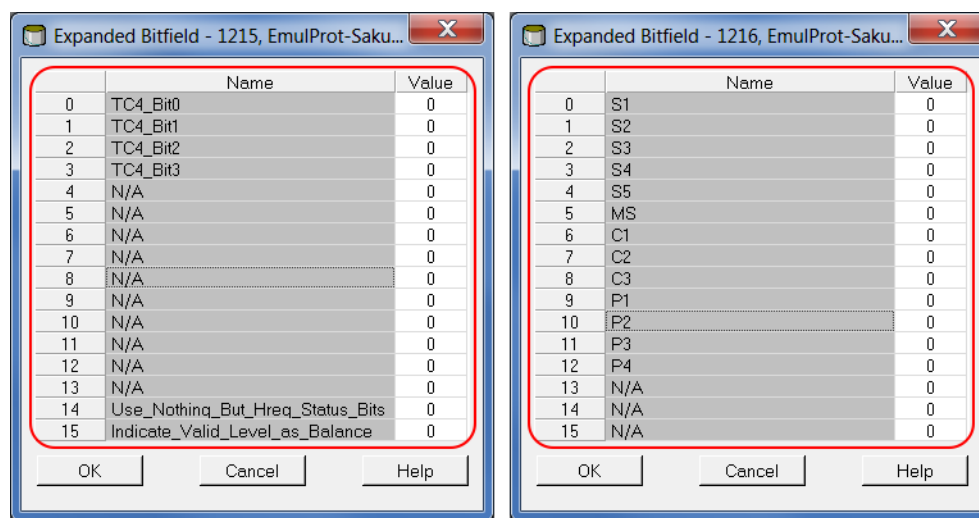 Expanded Bitfield - 1215, EmulProt-Saku...
Name Value
0 TC4_Bit0 0
1 TC4_Bit1 0
2 TC4_Bit2 0
3 TC4_Bit3 0
4 N/A 0
5 N/A 0
6 N/A 0
7 N/A 0
8 N/A 0
9 N/A 0
10 N/A 0
11 N/A 0
12 N/A 0
13 N/A 0
14 Use_Nothing_But_Hreq_Status_Bits 0
15 Indicate_Valid_Level_as_Balance 0
OK Cancel Help
Expanded Bitfield - 1216, EmulProt-Saku...
Name Value
0 S1 0
1 S2 0
2 S3 0
3 S4 0
4 S5 0
5 MS 0
6 C1 0
7 C2 0
8 C3 0
9 P1 0
10 P2 0
11 P3 0
12 P4 0
13 N/A 0
14 N/A 0
15 N/A 0
OK Cancel Help